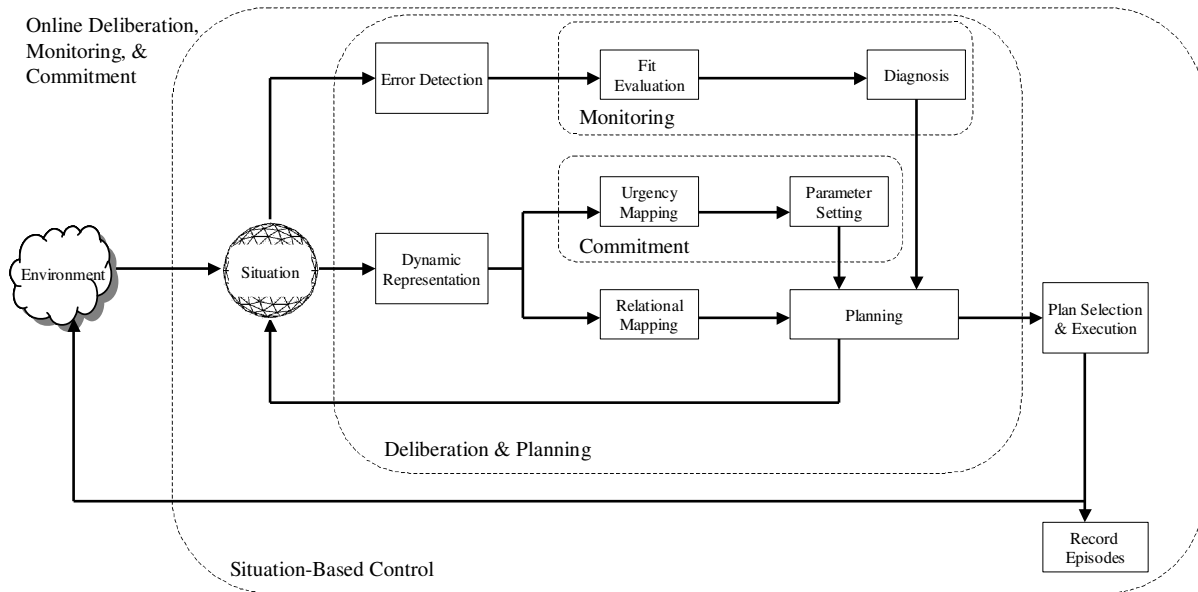 Online Deliberation,
Monitoring, &
Commitment
Error Detection
Fit
Evaluation
Diagnosis
Monitoring
Urgency
Mapping
Parameter
Setting
Commitment
Environment
Situation
Dynamic
Representation
Relational
Mapping
Planning
Plan Selection
& Execution
Deliberation & Planning
Record
Episodes
Situation-Based Control